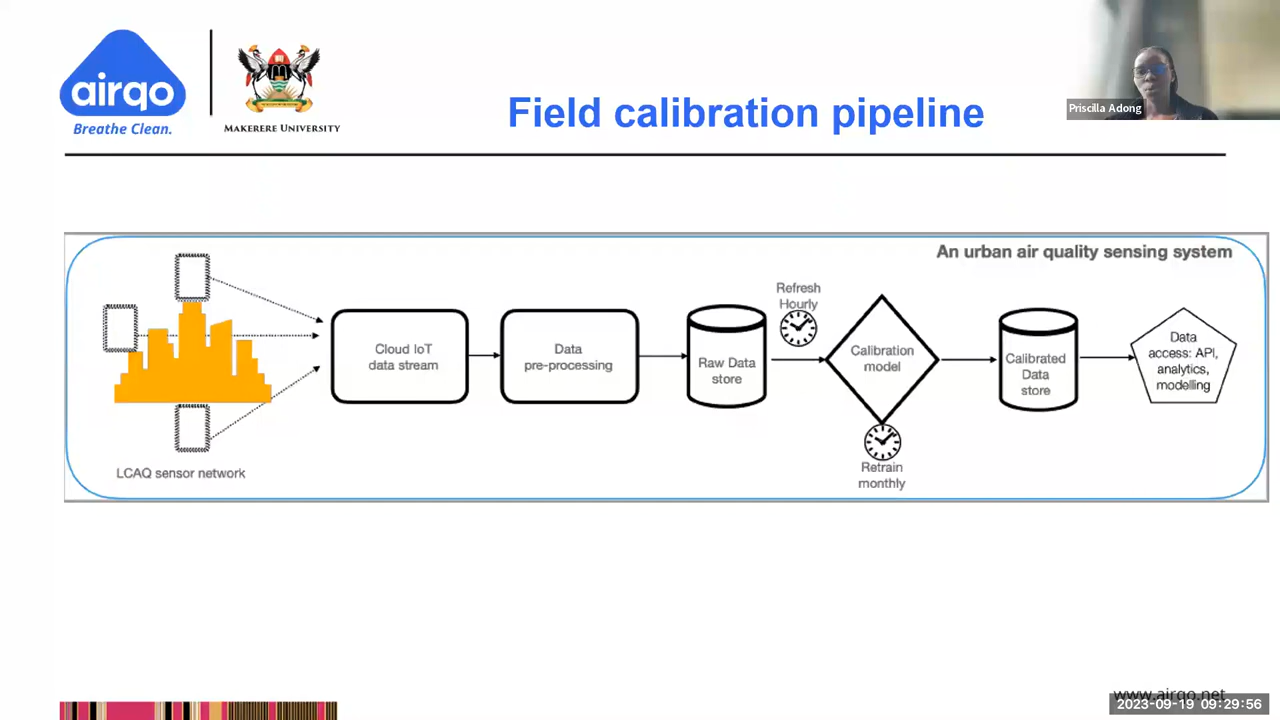 airqo
Breathe Clean.
MAKERERE UNIVERSITY
Field calibration pipeline
Priscilla Adong
An urban air quality sensing system
LCAQ sensor network
Cloud IoT
data stream
Data
pre-processing
Raw Data
store
Refresh
Hourly
Calibration
model
Retrain
monthly
Calibrated
Data
store
Data
access: API,
analytics,
modelling
www.airqo.net
2023-09-19 09:29:56